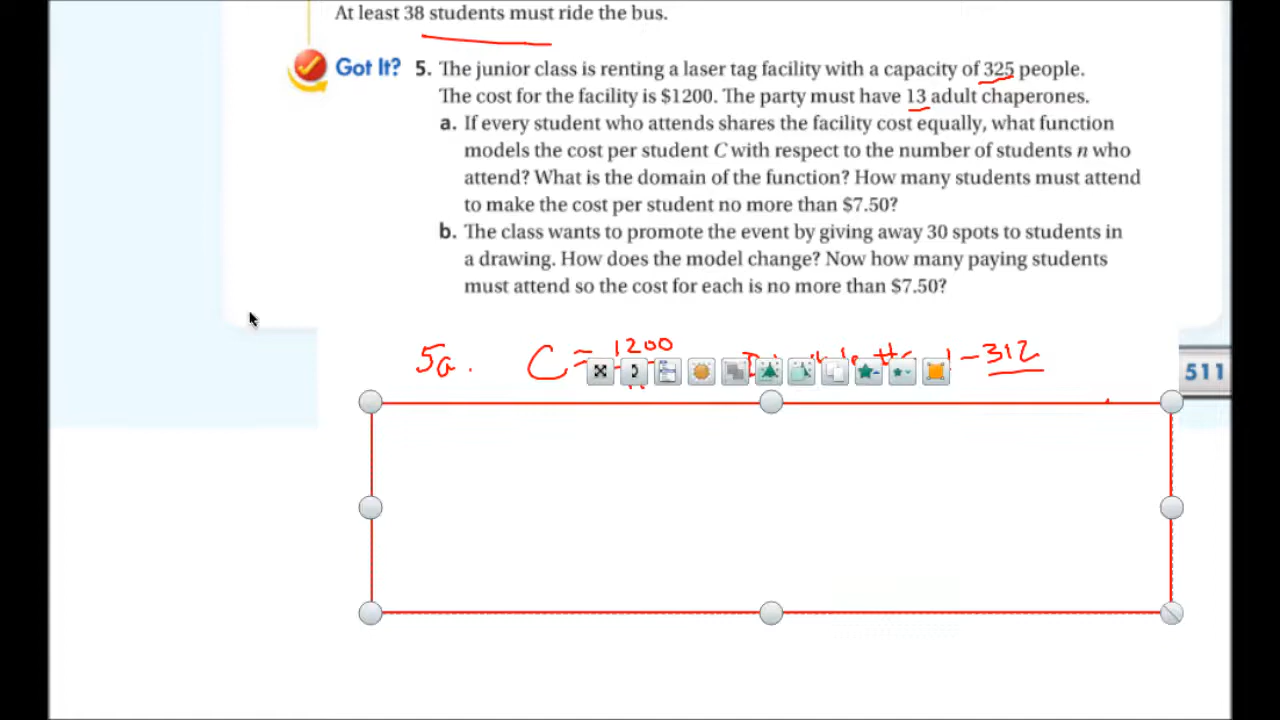 At least 38 students must ride the bus.
Got It? 5. The junior class is renting a laser tag facility with a capacity of 325 people.
The cost for the facility is $1200. The party must have 13 adult chaperones.
a. If every student who attends shares the facility cost equally, what function
models the cost per student C with respect to the number of students n who
attend? What is the domain of the function? How many students must attend
to make the cost per student no more than $7.50?
b. The class wants to promote the event by giving away 30 spots to students in
a drawing. How does the model change? Now how many paying students
must attend so the cost for each is no more than $7.50?
5a. C = 1200 – 312
511